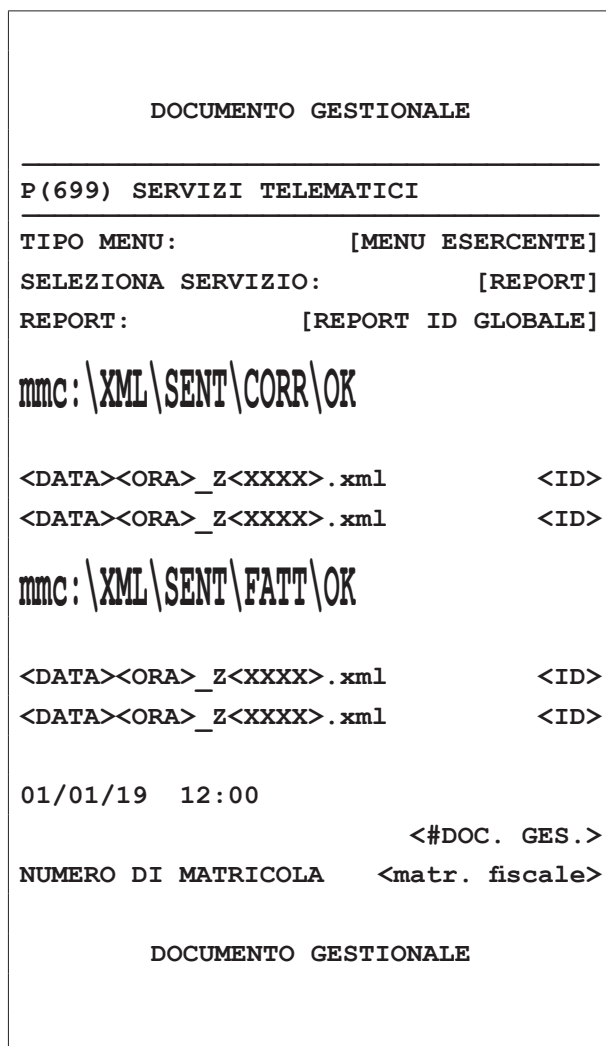 DOCUMENTO GESTIONALE
P(699) SERVIZI TELEMATICI
TIPO MENU: [MENU ESERCENTE]
SELEZIONA SERVIZIO: [REPORT]
REPORT: [REPORT ID GLOBALE]
mmc:\XML\SENT\CORR\OK
<DATA><ORA>_Z<XXXX>.xml <ID>
<DATA><ORA>_Z<XXXX>.xml <ID>
mmc:\XML\SENT\FATT\OK
<DATA><ORA>_Z<XXXX>.xml <ID>
<DATA><ORA>_Z<XXXX>.xml <ID>
01/01/19 12:00
<#DOC. GES.>
NUMERO DI MATRICOLA <matr. fiscale>
DOCUMENTO GESTIONALE